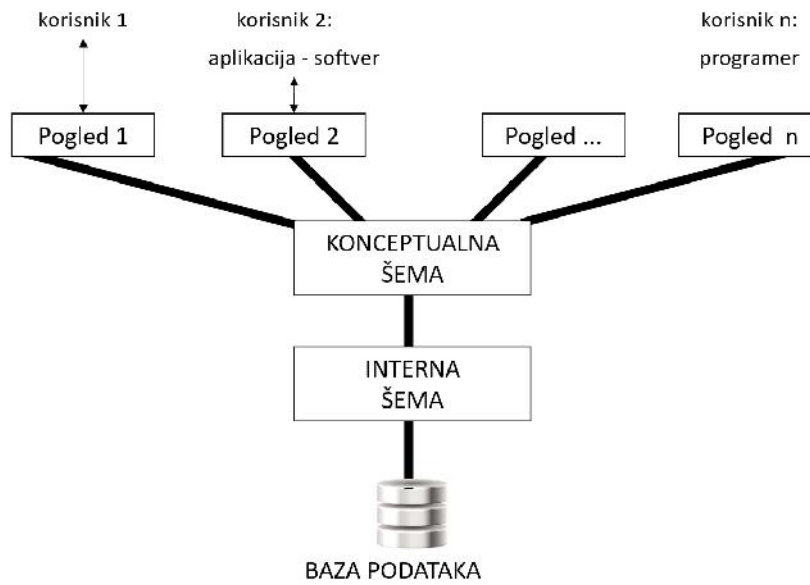 korisnik 1
korisnik 2:
aplikacija - softver
korisnik n:
programer
Pogled 1
Pogled 2
Pogled ...
Pogled n
KONCEPTUALNA
ŠEMA
INTERNA
ŠEMA
BAZA PODATAKA